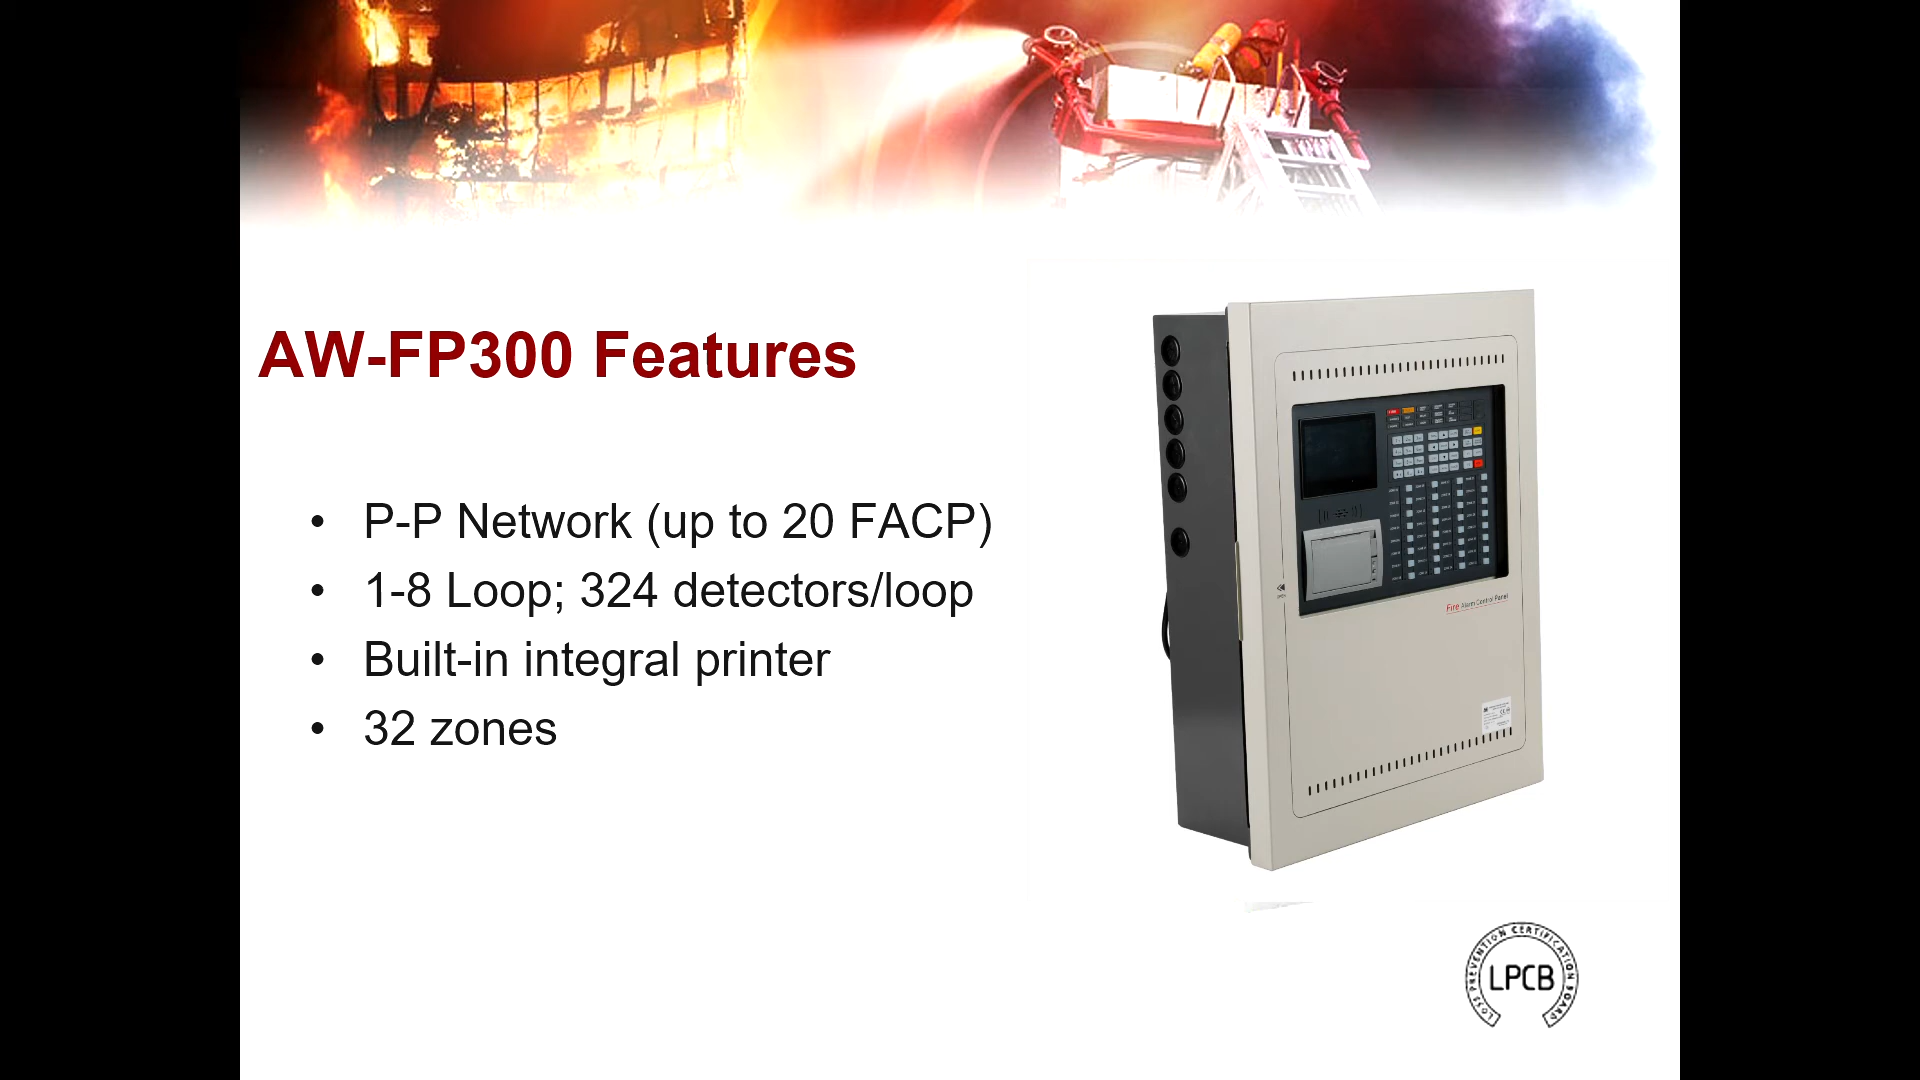 AW-FP300 Features
• P-P Network (up to 20 FACP)
• 1-8 Loop; 324 detectors/loop
• Built-in integral printer
• 32 zones
Fire Alarm Control Panel
LOSS PREVENTION CERTIFICATION BOARD
LPCB